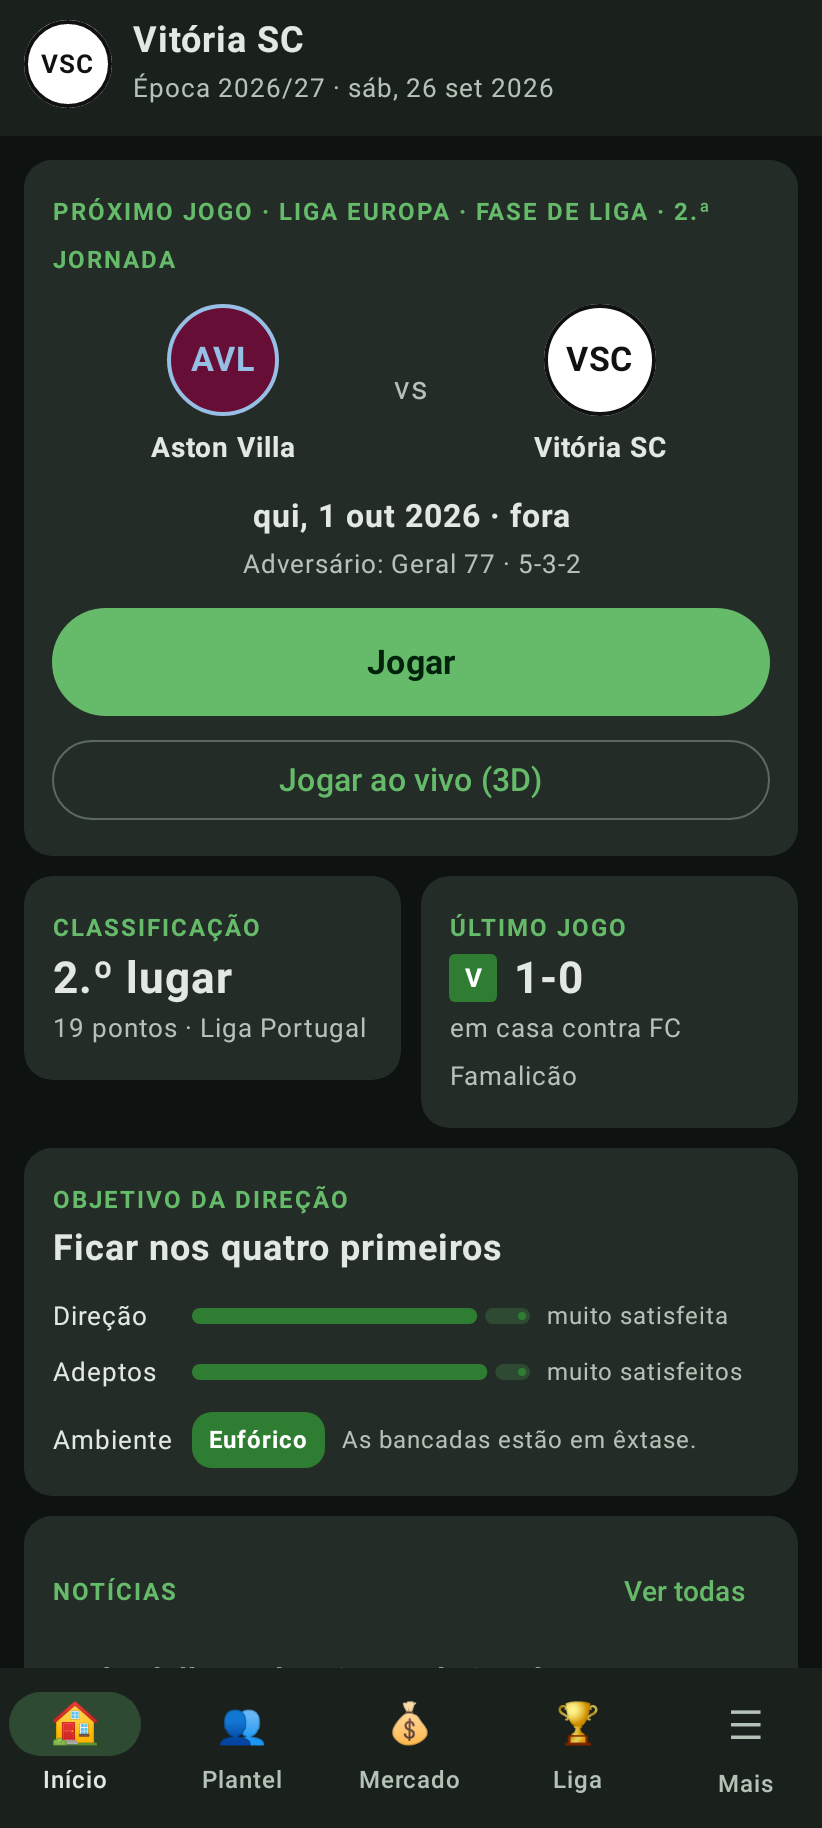 VSC
Vitória SC
Época 2026/27 · sáb, 26 set 2026
PRÓXIMO JOGO · LIGA EUROPA · FASE DE LIGA · 2.ª
JORNADA
AVL
vs
VSC
Aston Villa
Vitória SC
qui, 1 out 2026 · fora
Adversário: Geral 77 · 5-3-2
Jogar
Jogar ao vivo (3D)
CLASSIFICAÇÃO
2.º lugar
19 pontos · Liga Portugal
ÚLTIMO JOGO
V 1-0
em casa contra FC
Famalicão
OBJETIVO DA DIREÇÃO
Ficar nos quatro primeiros
Direção muito satisfeita
Adeptos muito satisfeitos
Ambiente Eufórico As bancadas estão em êxtase.
NOTÍCIAS Ver todas
Início Plantel Mercado Liga Mais